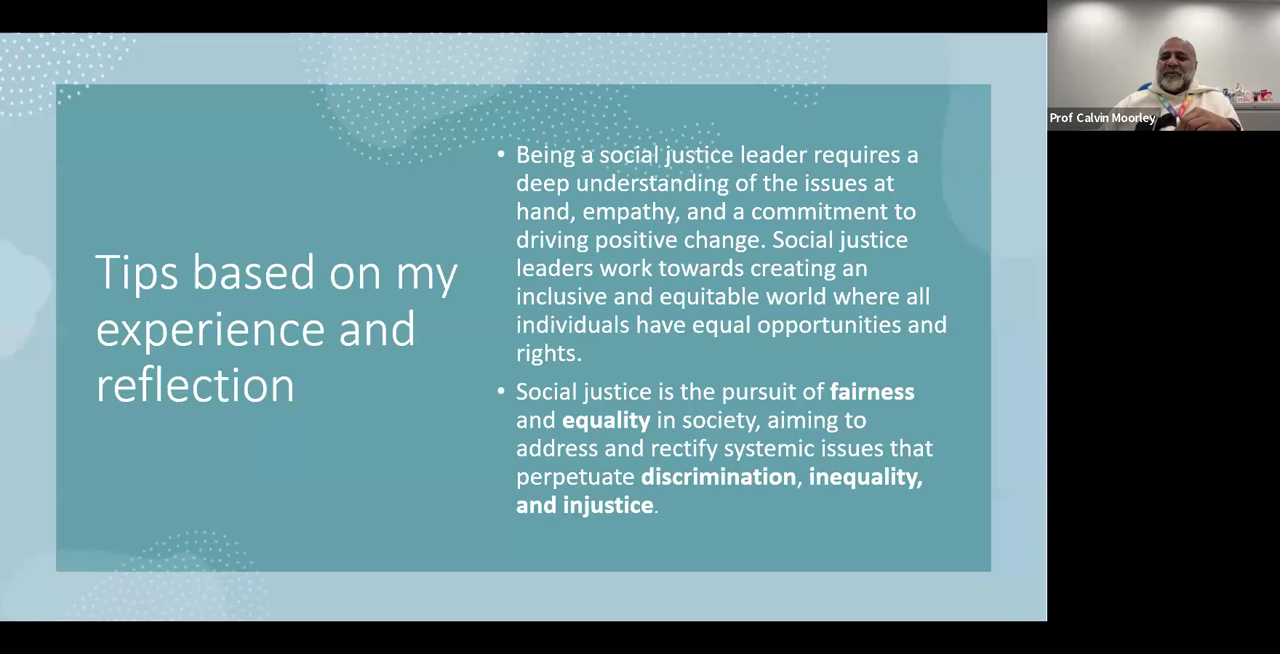 Tips based on my
experience and
reflection
• Being a social justice leader requires a
deep understanding of the issues at
hand, empathy, and a commitment to
driving positive change. Social justice
leaders work towards creating an
inclusive and equitable world where all
individuals have equal opportunities and
rights.
• Social justice is the pursuit of fairness
and equality in society, aiming to
address and rectify systemic issues that
perpetuate discrimination, inequality,
and injustice.
Prof Calvin Moorley